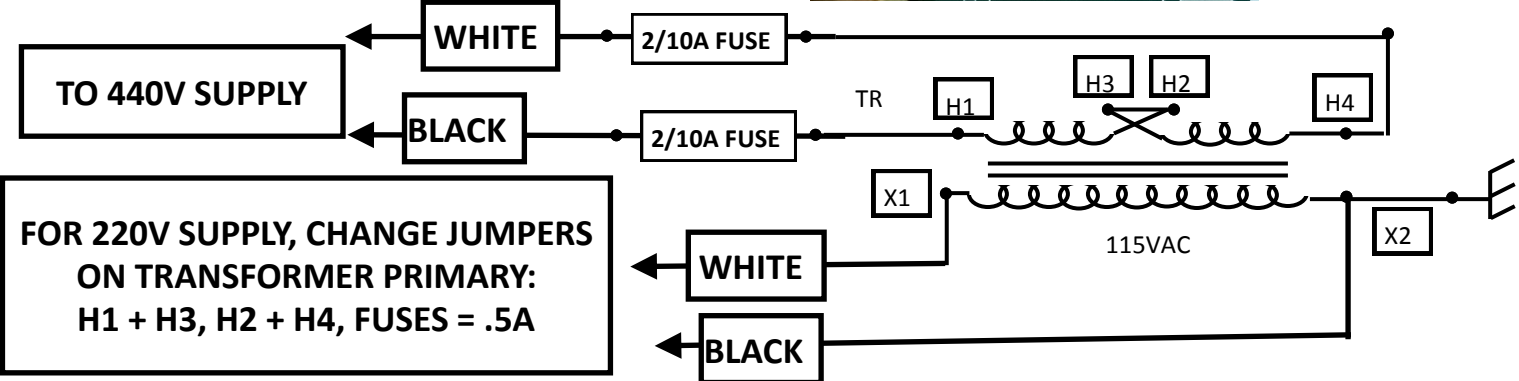 WHITE
2/10A FUSE
TO 440V SUPPLY
H3
H2
TR
H1
H4
BLACK
2/10A FUSE
X1
FOR 220V SUPPLY, CHANGE JUMPERS
ON TRANSFORMER PRIMARY:
H1 + H3, H2 + H4, FUSES = .5A
115VAC
X2
WHITE
BLACK